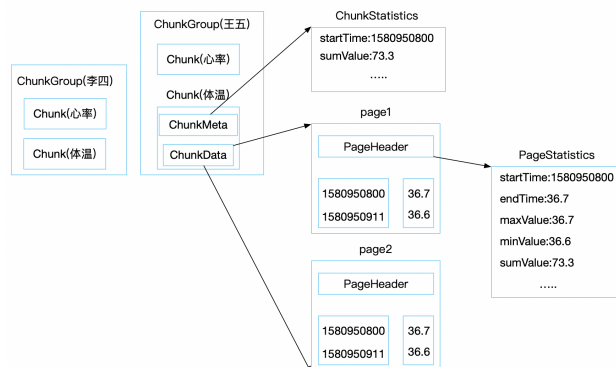 ChunkGroup(李四)
Chunk(心率)
Chunk(体温)
ChunkGroup(王五)
Chunk(心率)
Chunk(体温)
ChunkMeta
ChunkData
ChunkStatistics
startTime:1580950800
sumValue:73.3
…..
page1
PageHeader
1580950800 36.7
1580950911 36.6
page2
PageHeader
1580950800 36.7
1580950911 36.6
PageStatistics
startTime:1580950800
endTime:36.7
maxValue:36.7
minValue:36.6
sumValue:73.3
…..